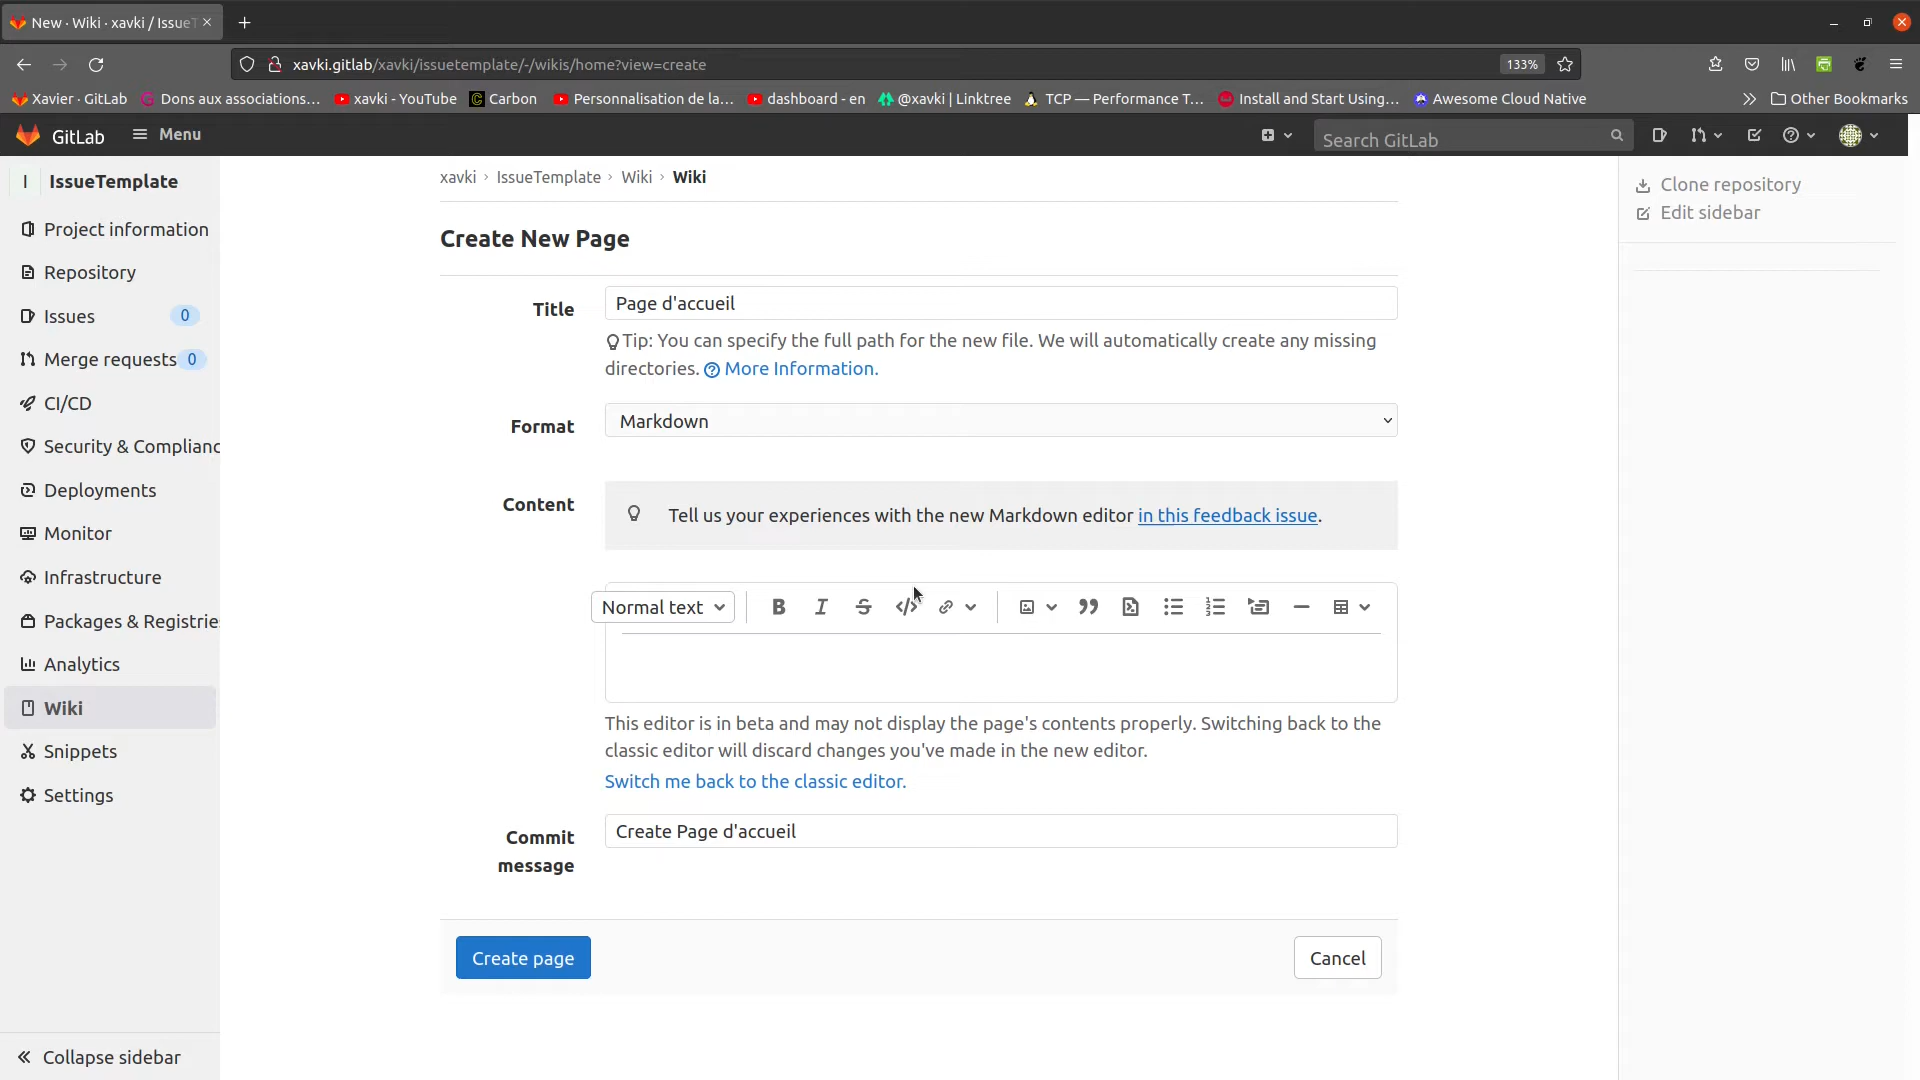 New · Wiki · xavki / IssueT
xavki.gitlab/xavki/issuetemplate/-/wikis/home?view=create
133%
Xavier · GitLab
Dons aux associations…
xavki - YouTube
Carbon
Personnalisation de la…
dashboard - en
@xavki | Linktree
TCP — Performance T…
Install and Start Using…
Awesome Cloud Native
Other Bookmarks
GitLab
Menu
Search GitLab
I IssueTemplate
Project information
Repository
Issues 0
Merge requests 0
CI/CD
Security & Complianc
Deployments
Monitor
Infrastructure
Packages & Registrie
Analytics
Wiki
Snippets
Settings
Collapse sidebar
xavki › IssueTemplate › Wiki › Wiki
Create New Page
Title
Page d'accueil
Tip: You can specify the full path for the new file. We will automatically create any missing
directories. More Information.
Format
Markdown
Content
Tell us your experiences with the new Markdown editor in this feedback issue.
Normal text
This editor is in beta and may not display the page's contents properly. Switching back to the
classic editor will discard changes you've made in the new editor.
Switch me back to the classic editor.
Commit
message
Create Page d'accueil
Create page
Cancel
Clone repository
Edit sidebar